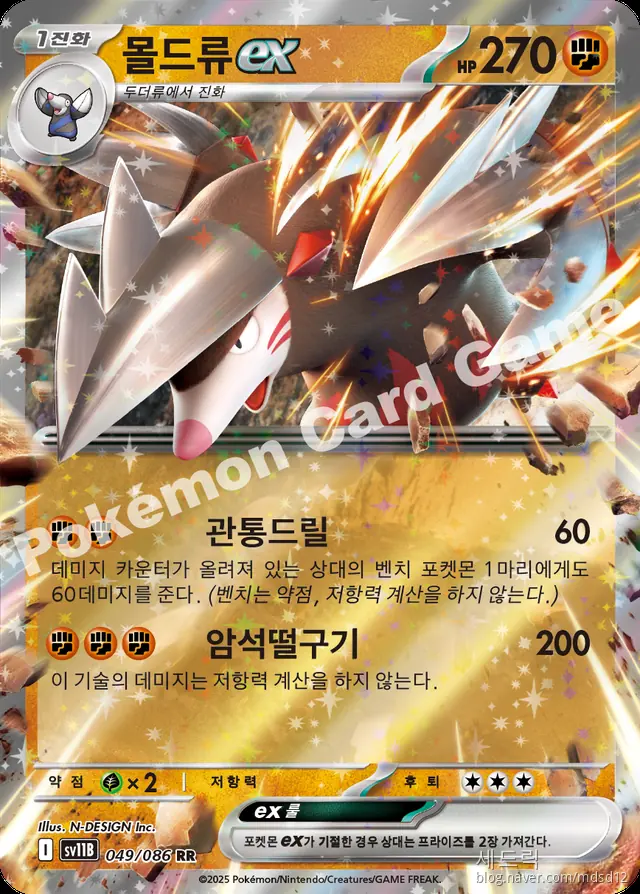 1진화
몰드류ex
HP 270
두더류에서 진화
Pokémon Card Game
관통드릴 60
데미지 카운터가 올려져 있는 상대의 벤치 포켓몬 1마리에게도
60데미지를 준다. (벤치는 약점, 저항력 계산을 하지 않는다.)
암석떨구기 200
이 기술의 데미지는 저항력 계산을 하지 않는다.
약점 ×2 저항력 후퇴
ex룰
포켓몬 ex가 기절한 경우 상대는 프라이즈를 2장 가져간다.
Illus. N-DESIGN Inc.
I sv11B 049/086 RR
세드릭
blog.naver.com/mdsd12
©2025 Pokémon/Nintendo/Creatures/GAME FREAK.